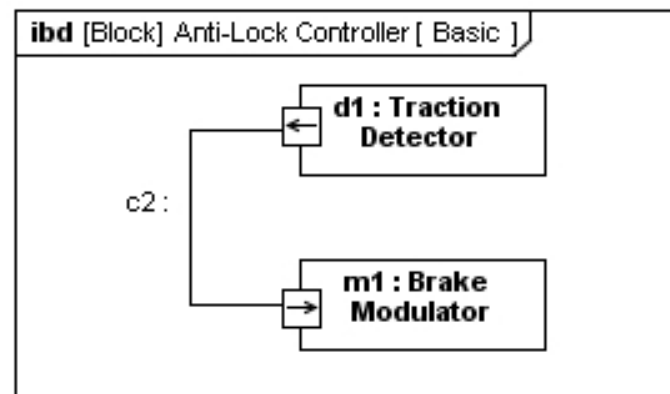 ibd [Block] Anti-Lock Controller [ Basic ]
d1 : Traction
Detector
c2 :
m1 : Brake
Modulator